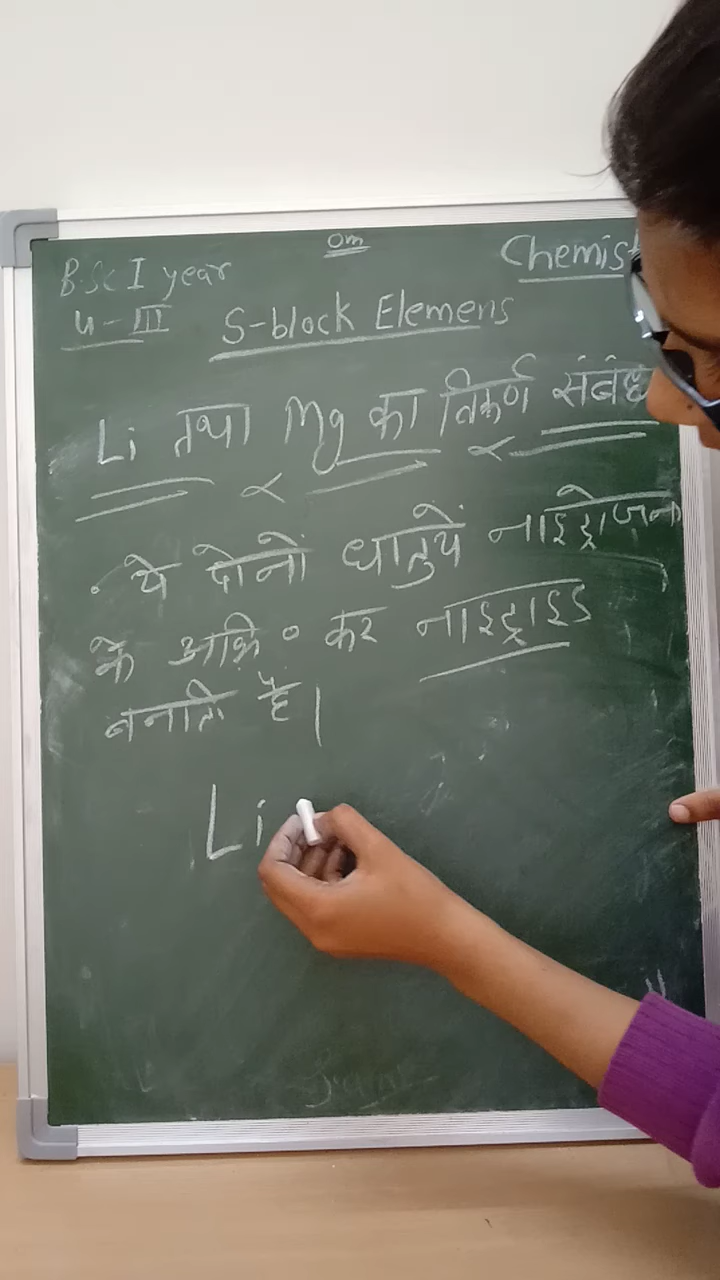 Om
B.Sc I year
Chemist
U-III
S-block Elemens
Li तथा Mg का विकर्ण संबंध
. ये दोनों धातुयें नाइट्रोजन
के अभि० कर नाइट्राइड
बनाती है।
Li